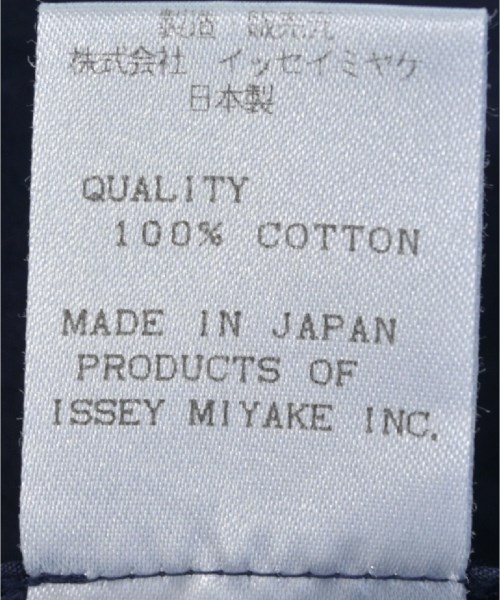 製造・販売元
株式会社 イッセイミヤケ
日本製
QUALITY
100% COTTON
MADE IN JAPAN
PRODUCTS OF
ISSEY MIYAKE INC.